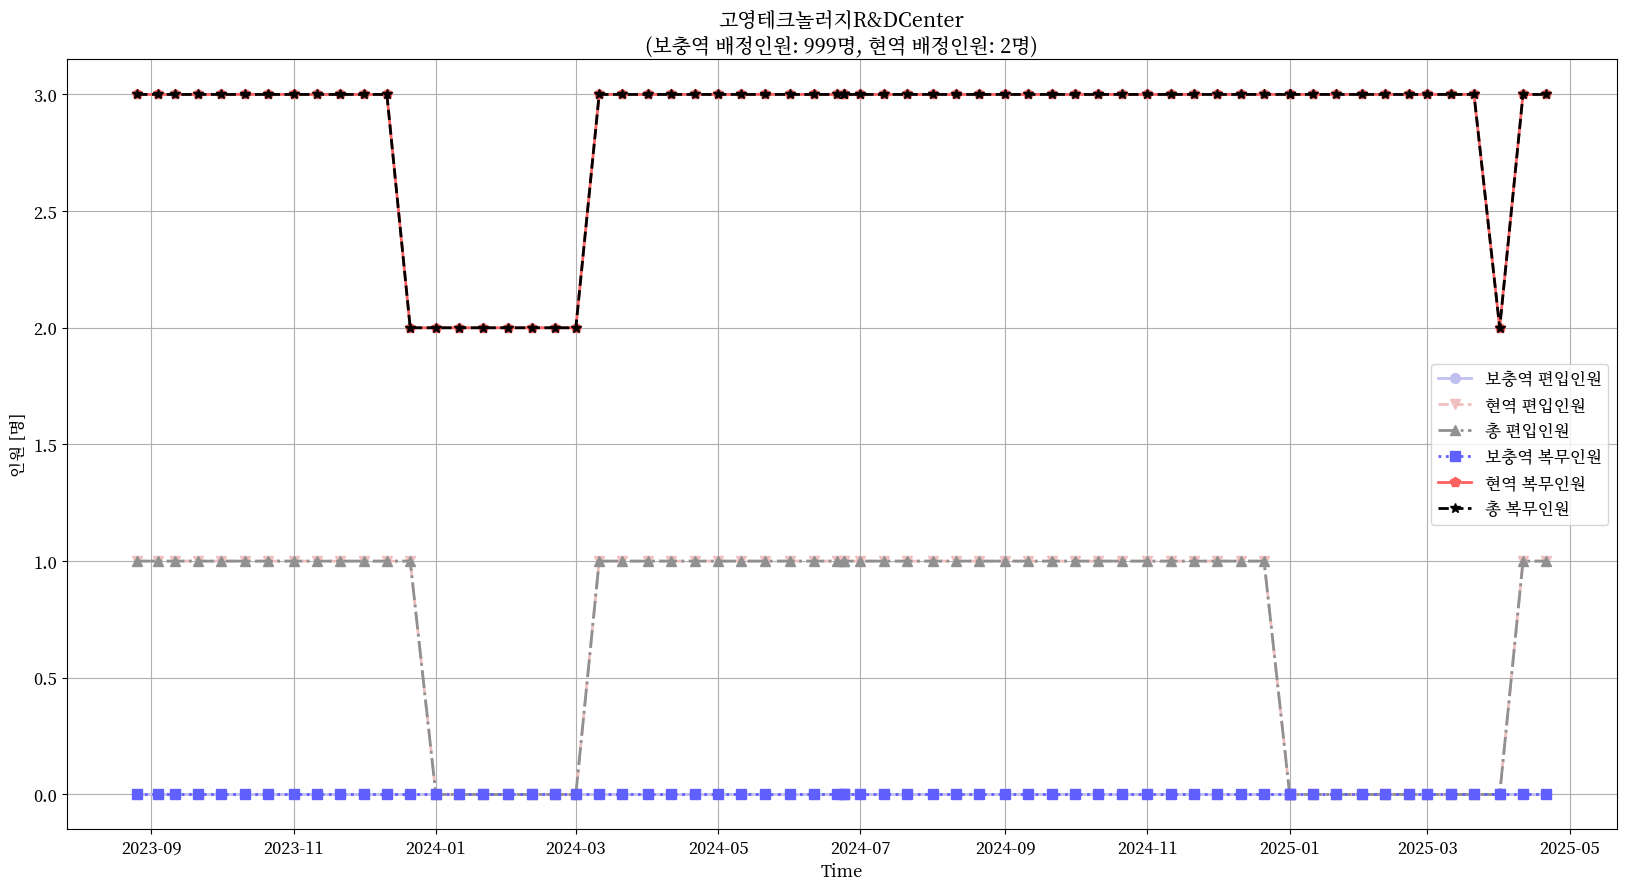 고영테크놀러지R&DCenter
(보충역 배정인원: 999명, 현역 배정인원: 2명)
인원 [명]
3.0
2.5
2.0
1.5
1.0
0.5
0.0
보충역 편입인원
현역 편입인원
총 편입인원
보충역 복무인원
현역 복무인원
총 복무인원
2023-09 2023-11 2024-01 2024-03 2024-05 2024-07 2024-09 2024-11 2025-01 2025-03 2025-05
Time